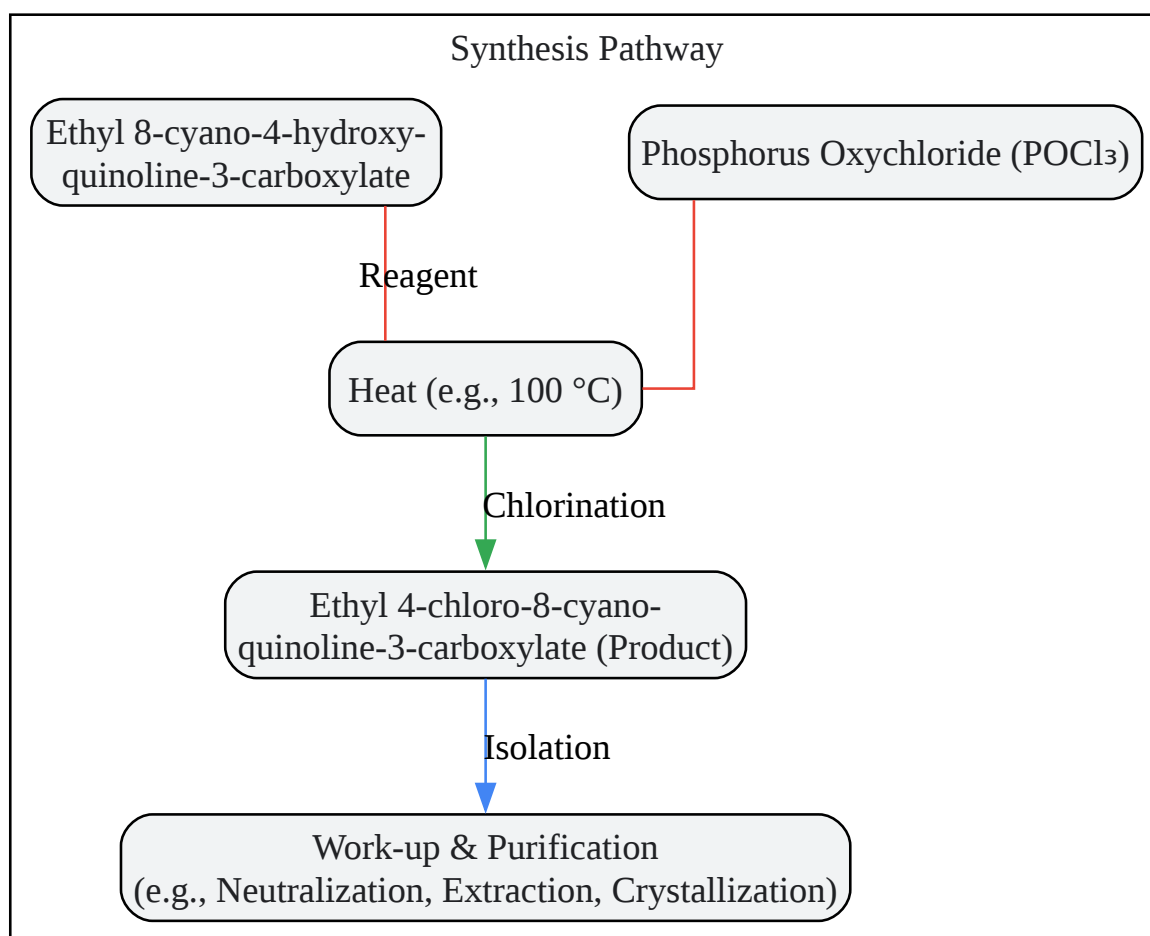 Synthesis Pathway
Ethyl 8-cyano-4-hydroxy-
quinoline-3-carboxylate
Phosphorus Oxychloride (POCl₃)
Reagent
Heat (e.g., 100 °C)
Chlorination
Ethyl 4-chloro-8-cyano-
quinoline-3-carboxylate (Product)
Isolation
Work-up & Purification
(e.g., Neutralization, Extraction, Crystallization)